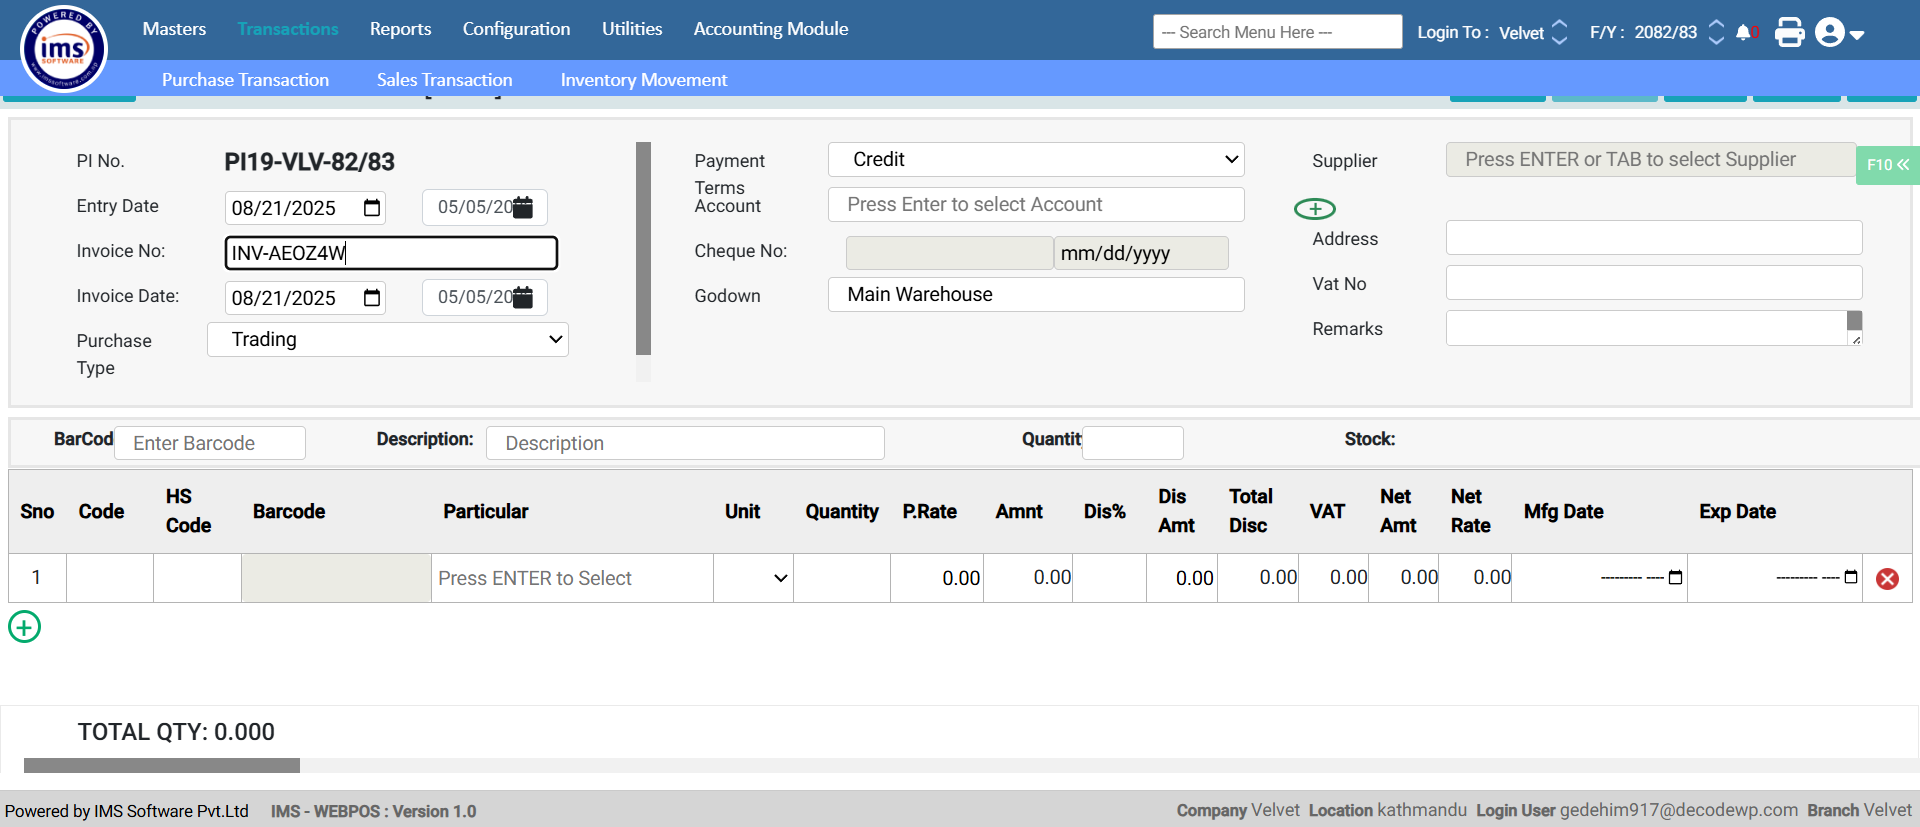 POWERED BY
ims
SOFTWARE
Masters Transactions Reports Configuration Utilities Accounting Module
--- Search Menu Here --- Login To : Velvet F/Y : 2082/83 0
Purchase Transaction Sales Transaction Inventory Movement
PI No. PI19-VLV-82/83
Entry Date 08/21/2025 05/05/20
Invoice No: INV-AEOZ4W
Invoice Date: 08/21/2025 05/05/20
Purchase Type Trading
Payment Terms Credit
Account Press Enter to select Account
Cheque No: mm/dd/yyyy
Godown Main Warehouse
Supplier Press ENTER or TAB to select Supplier
F10
Address
Vat No
Remarks
BarCod Enter Barcode Description: Description Quantit Stock:
Sno Code HS Code Barcode Particular Unit Quantity P.Rate Amnt Dis% Dis Amt Total Disc VAT Net Amt Net Rate Mfg Date Exp Date
1 Press ENTER to Select 0.00 0.00 0.00 0.00 0.00 0.00 0.00 --------- ---- --------- ----
TOTAL QTY: 0.000
Powered by IMS Software Pvt.Ltd IMS - WEBPOS : Version 1.0 Company Velvet Location kathmandu Login User gedehim917@decodewp.com Branch Velvet